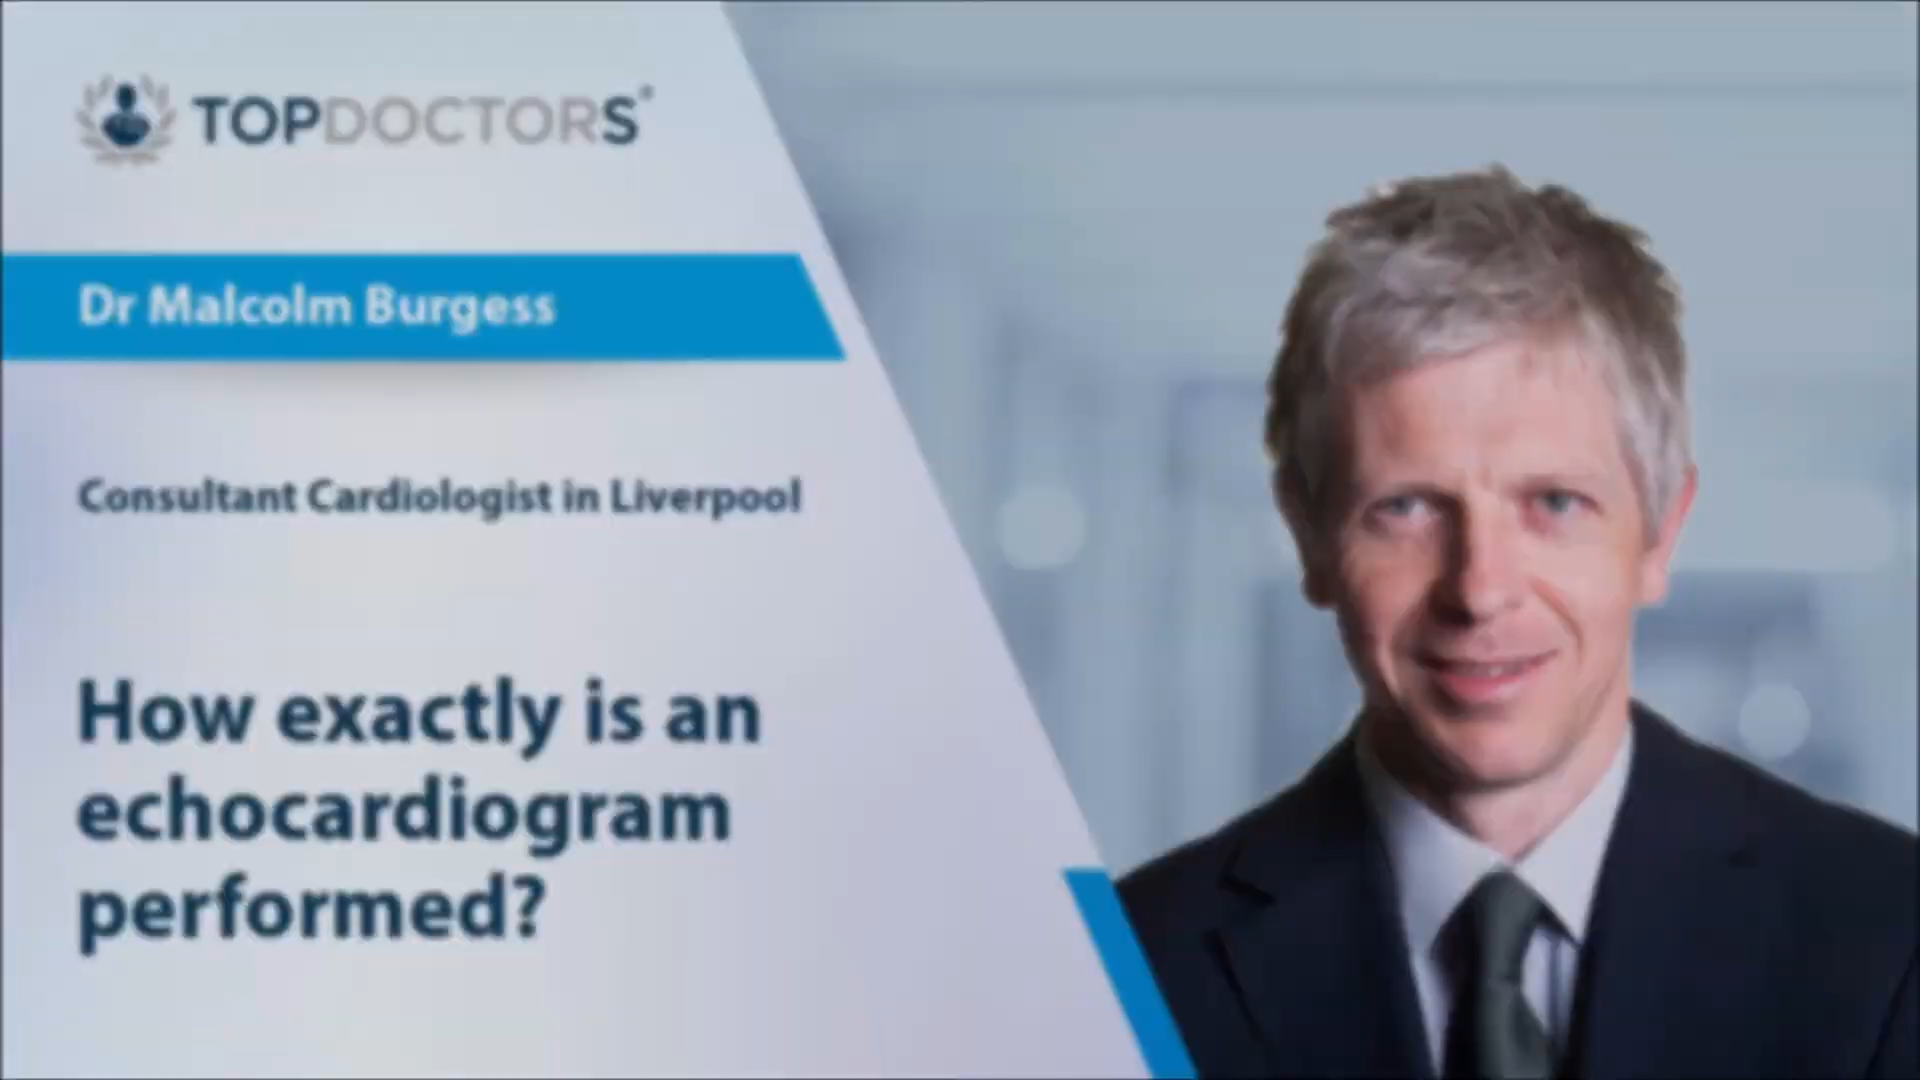 TOPDOCTORS®
Dr Malcolm Burgess
Consultant Cardiologist in Liverpool
How exactly is an
echocardiogram
performed?